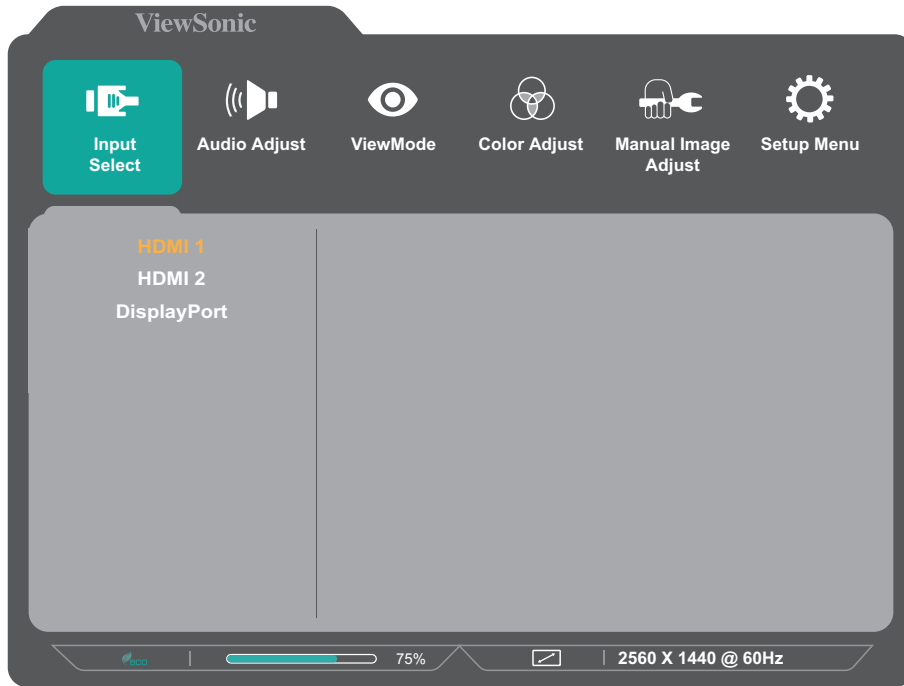 ViewSonic
Input
Select
Audio Adjust
ViewMode
Color Adjust
Manual Image
Adjust
Setup Menu
HDMI 1
HDMI 2
DisplayPort
eco
75%
2560 X 1440 @ 60Hz